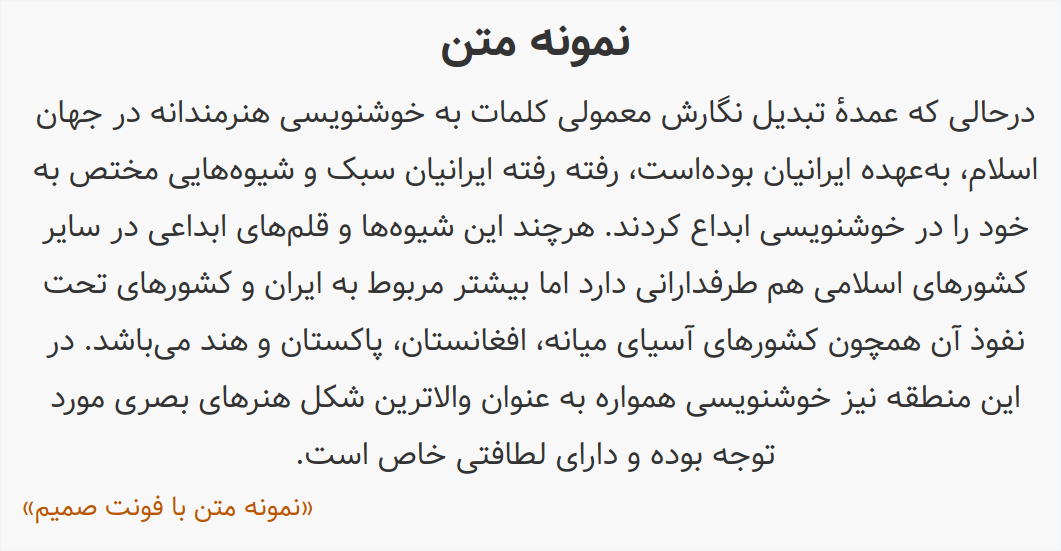 نمونه متن
درحالی که عمدهٔ تبدیل نگارش معمولی کلمات به خوشنویسی هنرمندانه در جهان
اسلام، به‌عهده ایرانیان بوده‌است، رفته رفته ایرانیان سبک و شیوه‌هایی مختص به
خود را در خوشنویسی ابداع کردند. هرچند این شیوه‌ها و قلم‌های ابداعی در سایر
کشورهای اسلامی هم طرفدارانی دارد اما بیشتر مربوط به ایران و کشورهای تحت
نفوذ آن همچون کشورهای آسیای میانه، افغانستان، پاکستان و هند می‌باشد. در
این منطقه نیز خوشنویسی همواره به عنوان والاترین شکل هنرهای بصری مورد
توجه بوده و دارای لطافتی خاص است.
«نمونه متن با فونت صمیم»